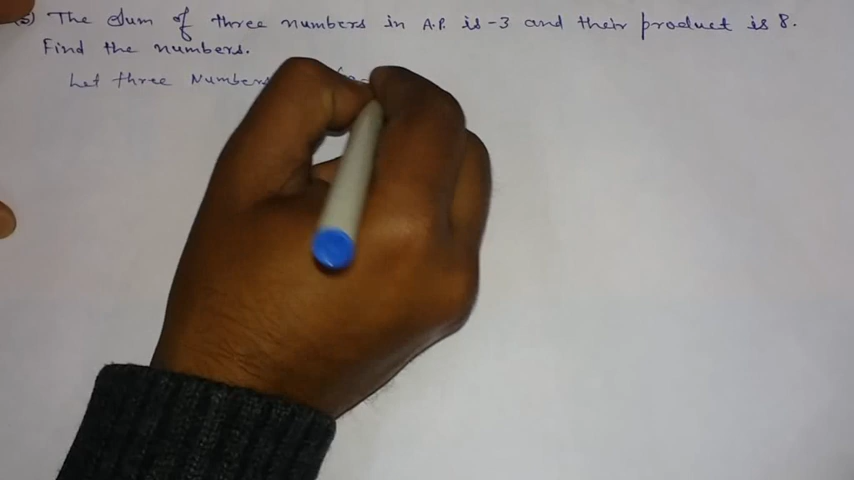 The sum of three numbers in A.P. is -3 and their product is 8.
Find the numbers.
Let three Numbers